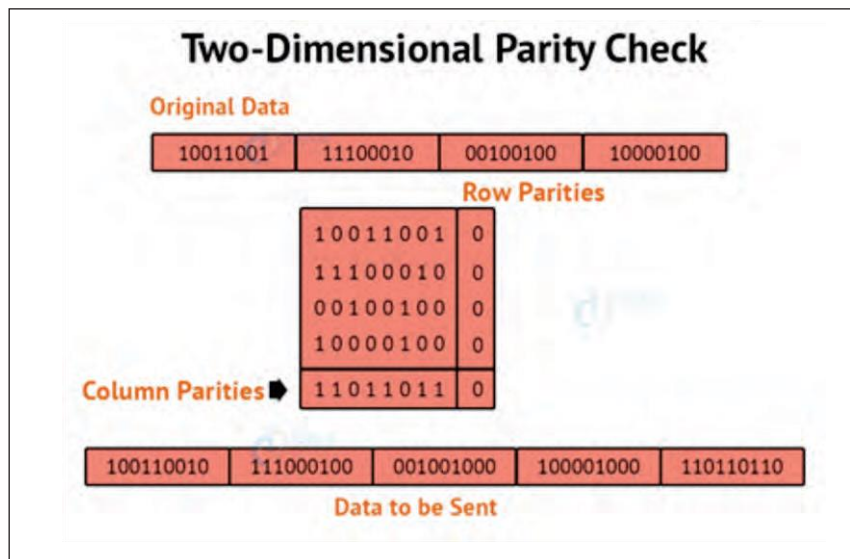 Two-Dimensional Parity Check
Original Data
10011001 11100010 00100100 10000100
Row Parities
1 0 0 1 1 0 0 1 0
1 1 1 0 0 0 1 0 0
0 0 1 0 0 1 0 0 0
1 0 0 0 0 1 0 0 0
Column Parities 1 1 0 1 1 0 1 1 0
100110010 111000100 001001000 100001000 110110110
Data to be Sent